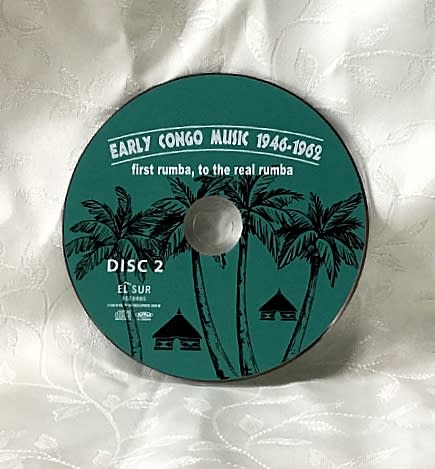 EARLY CONGO MUSIC 1946-1962
first rumba, to the real rumba
DISC 2
EL SUR
RECORDS